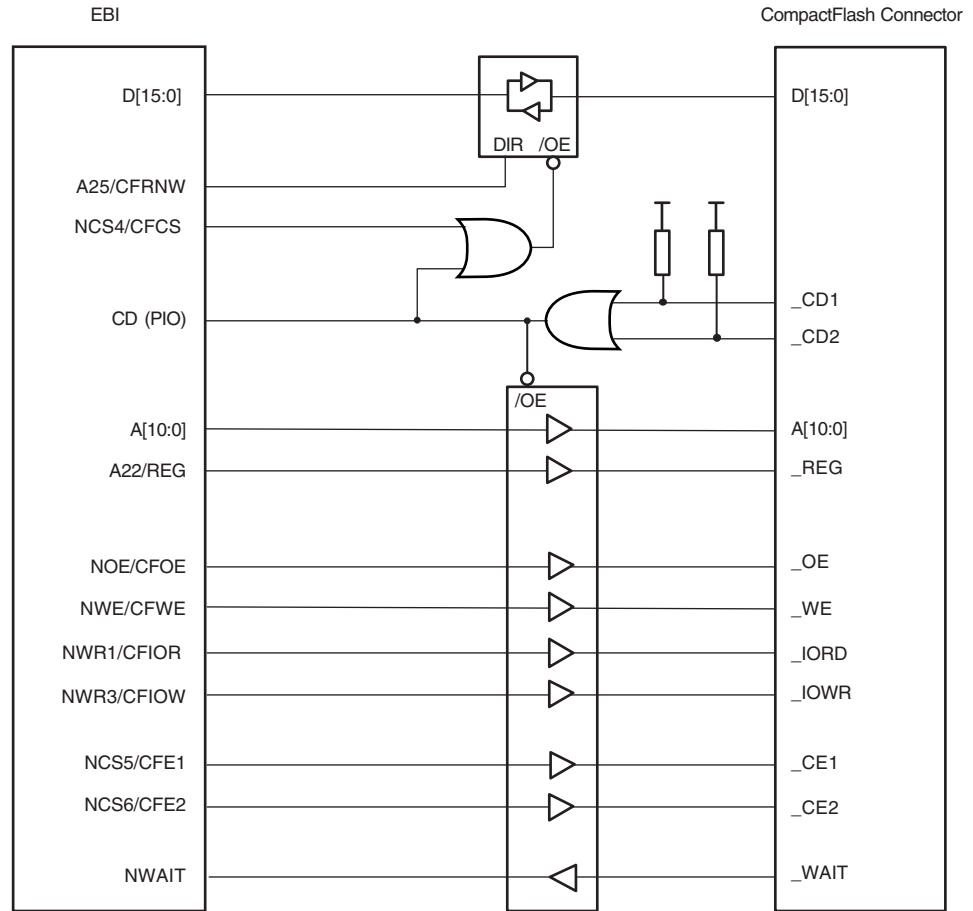 EBI
CompactFlash Connector
D[15:0]
D[15:0]
DIR /OE
A25/CFRNW
NCS4/CFCS
_CD1
CD (PIO)
_CD2
/OE
A[10:0]
A[10:0]
A22/REG
_REG
NOE/CFOE
_OE
NWE/CFWE
_WE
NWR1/CFIOR
_IORD
NWR3/CFIOW
_IOWR
NCS5/CFE1
_CE1
NCS6/CFE2
_CE2
NWAIT
_WAIT